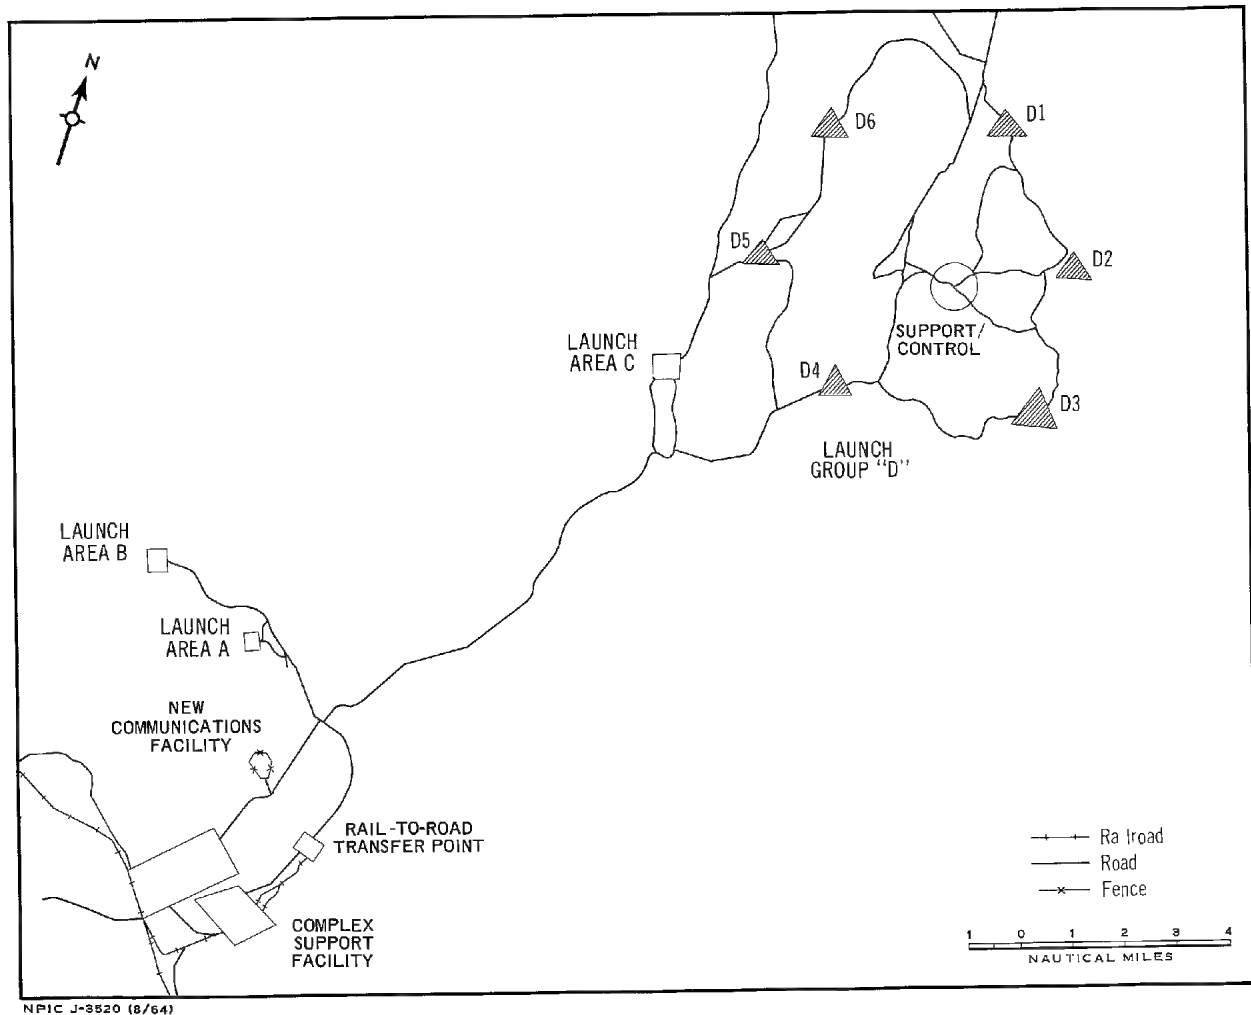 N
D6
D1
D5
D2
LAUNCH
AREA C
SUPPORT/
CONTROL
D4
D3
LAUNCH
GROUP "D"
LAUNCH
AREA B
LAUNCH
AREA A
NEW
COMMUNICATIONS
FACILITY
RAIL-TO-ROAD
TRANSFER POINT
COMPLEX
SUPPORT
FACILITY
Ra lroad
Road
Fence
1 0 1 2 3 4
NAUTICAL MILES
NPIC J-3520 (8/64)